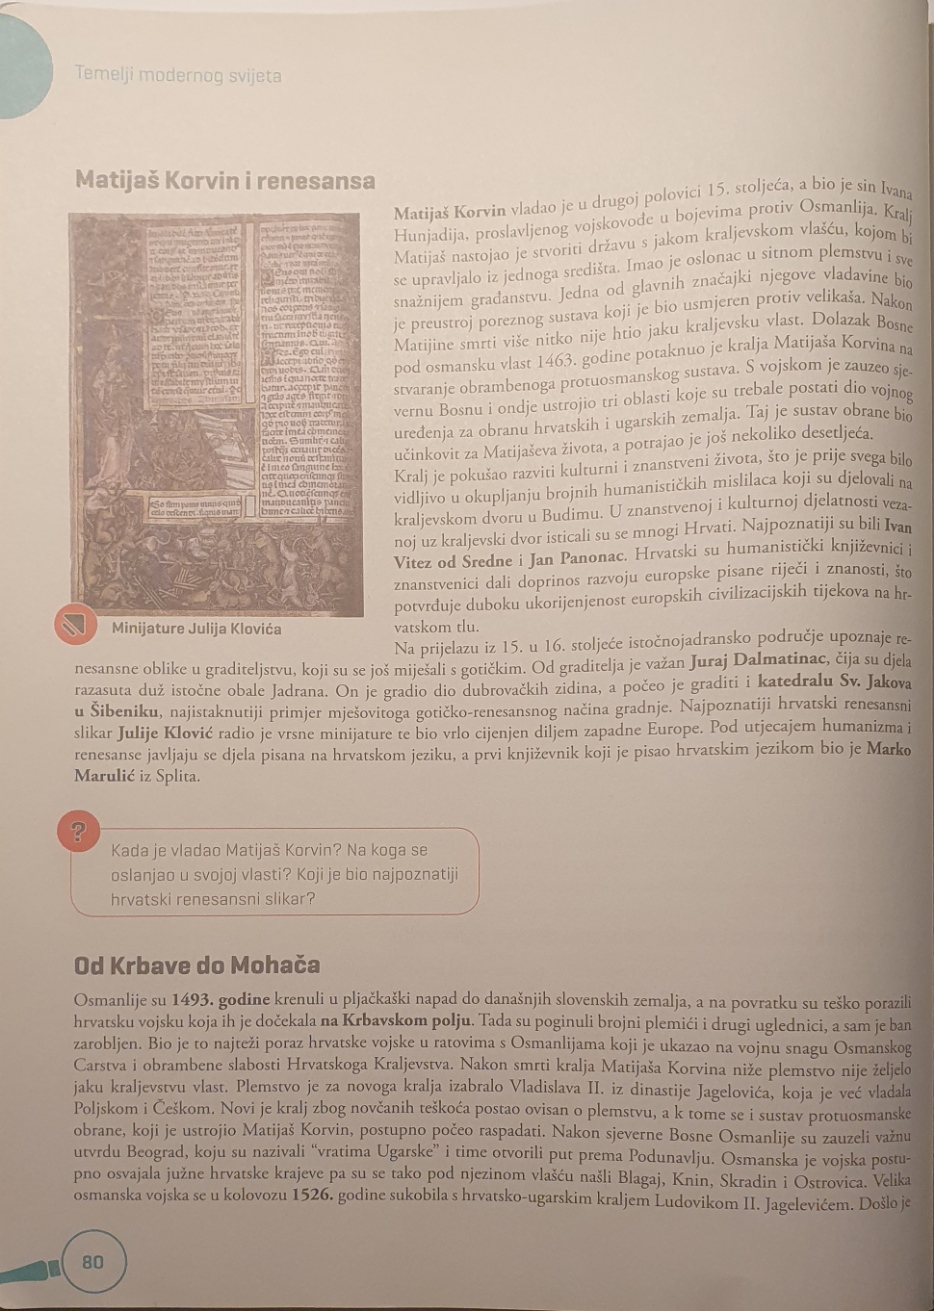 Temelji modernog svijeta
Matijaš Korvin i renesansa
Matijaš Korvin vladao je u drugoj polovici 15. stoljeća, a bio je sin Ivana
Hunjadija, proslavljenog vojskovođe u bojevima protiv Osmanlija. Kralj
Matijaš nastojao je stvoriti državu s jakom kraljevskom vlašću, kojom bi
se upravljalo iz jednoga središta. Imao je oslonac u sitnom plemstvu i sve
snažnijem građanstvu. Jedna od glavnih značajki njegove vladavine bio
je preustroj poreznog sustava koji je bio usmjeren protiv velikaša. Nakon
Matijine smrti više nitko nije htio jaku kraljevsku vlast. Dolazak Bosne
pod osmansku vlast 1463. godine potaknuo je kralja Matijaša Korvina na
stvaranje obrambenoga protuosmanskog sustava. S vojskom je zauzeo sje-
vernu Bosnu i ondje ustrojio tri oblasti koje su trebale postati dio vojnog
uređenja za obranu hrvatskih i ugarskih zemalja. Taj je sustav obrane bio
učinkovit za Matijaševa života, a potrajao je još nekoliko desetljeća.
Kralj je pokušao razviti kulturni i znanstveni života, što je prije svega bilo
vidljivo u okupljanju brojnih humanističkih mislilaca koji su djelovali na
kraljevskom dvoru u Budimu. U znanstvenoj i kulturnoj djelatnosti veza-
noj uz kraljevski dvor isticali su se mnogi Hrvati. Najpoznatiji su bili Ivan
Vitez od Sredne i Jan Panonac. Hrvatski su humanistički književnici i
znanstvenici dali doprinos razvoju europske pisane riječi i znanosti, što
potvrđuje duboku ukorijenjenost europskih civilizacijskih tijekova na hr-
vatskom tlu.
Minijature Julija Klovića
Na prijelazu iz 15. u 16. stoljeće istočnojadransko područje upoznaje re-
nesansne oblike u graditeljstvu, koji su se još miješali s gotičkim. Od graditelja je važan Juraj Dalmatinac, čija su djela
razasuta duž istočne obale Jadrana. On je gradio dio dubrovačkih zidina, a počeo je graditi i katedralu Sv. Jakova
u Šibeniku, najistaknutiji primjer mješovitoga gotičko-renesansnog načina gradnje. Najpoznatiji hrvatski renesansni
slikar Julije Klović radio je vrsne minijature te bio vrlo cijenjen diljem zapadne Europe. Pod utjecajem humanizma i
renesanse javljaju se djela pisana na hrvatskom jeziku, a prvi književnik koji je pisao hrvatskim jezikom bio je Marko
Marulić iz Splita.
?
Kada je vladao Matijaš Korvin? Na koga se
oslanjao u svojoj vlasti? Koji je bio najpoznatiji
hrvatski renesansni slikar?
Od Krbave do Mohača
Osmanlije su 1493. godine krenuli u pljačkaški napad do današnjih slovenskih zemalja, a na povratku su teško porazili
hrvatsku vojsku koja ih je dočekala na Krbavskom polju. Tada su poginuli brojni plemići i drugi uglednici, a sam je ban
zarobljen. Bio je to najteži poraz hrvatske vojske u ratovima s Osmanlijama koji je ukazao na vojnu snagu Osmanskog
Carstva i obrambene slabosti Hrvatskoga Kraljevstva. Nakon smrti kralja Matijaša Korvina niže plemstvo nije željelo
jaku kraljevstvu vlast. Plemstvo je za novoga kralja izabralo Vladislava II. iz dinastije Jagelovića, koja je već vladala
Poljskom i Češkom. Novi je kralj zbog novčanih teškoća postao ovisan o plemstvu, a k tome se i sustav protuosmanske
obrane, koji je ustrojio Matijaš Korvin, postupno počeo raspadati. Nakon sjeverne Bosne Osmanlije su zauzeli važnu
utvrdu Beograd, koju su nazivali “vratima Ugarske” i time otvorili put prema Podunavlju. Osmanska je vojska postu-
pno osvajala južne hrvatske krajeve pa su se tako pod njezinom vlašću našli Blagaj, Knin, Skradin i Ostrovica. Velika
osmanska vojska se u kolovozu 1526. godine sukobila s hrvatsko-ugarskim kraljem Ludovikom II. Jagelevićem. Došlo je
80